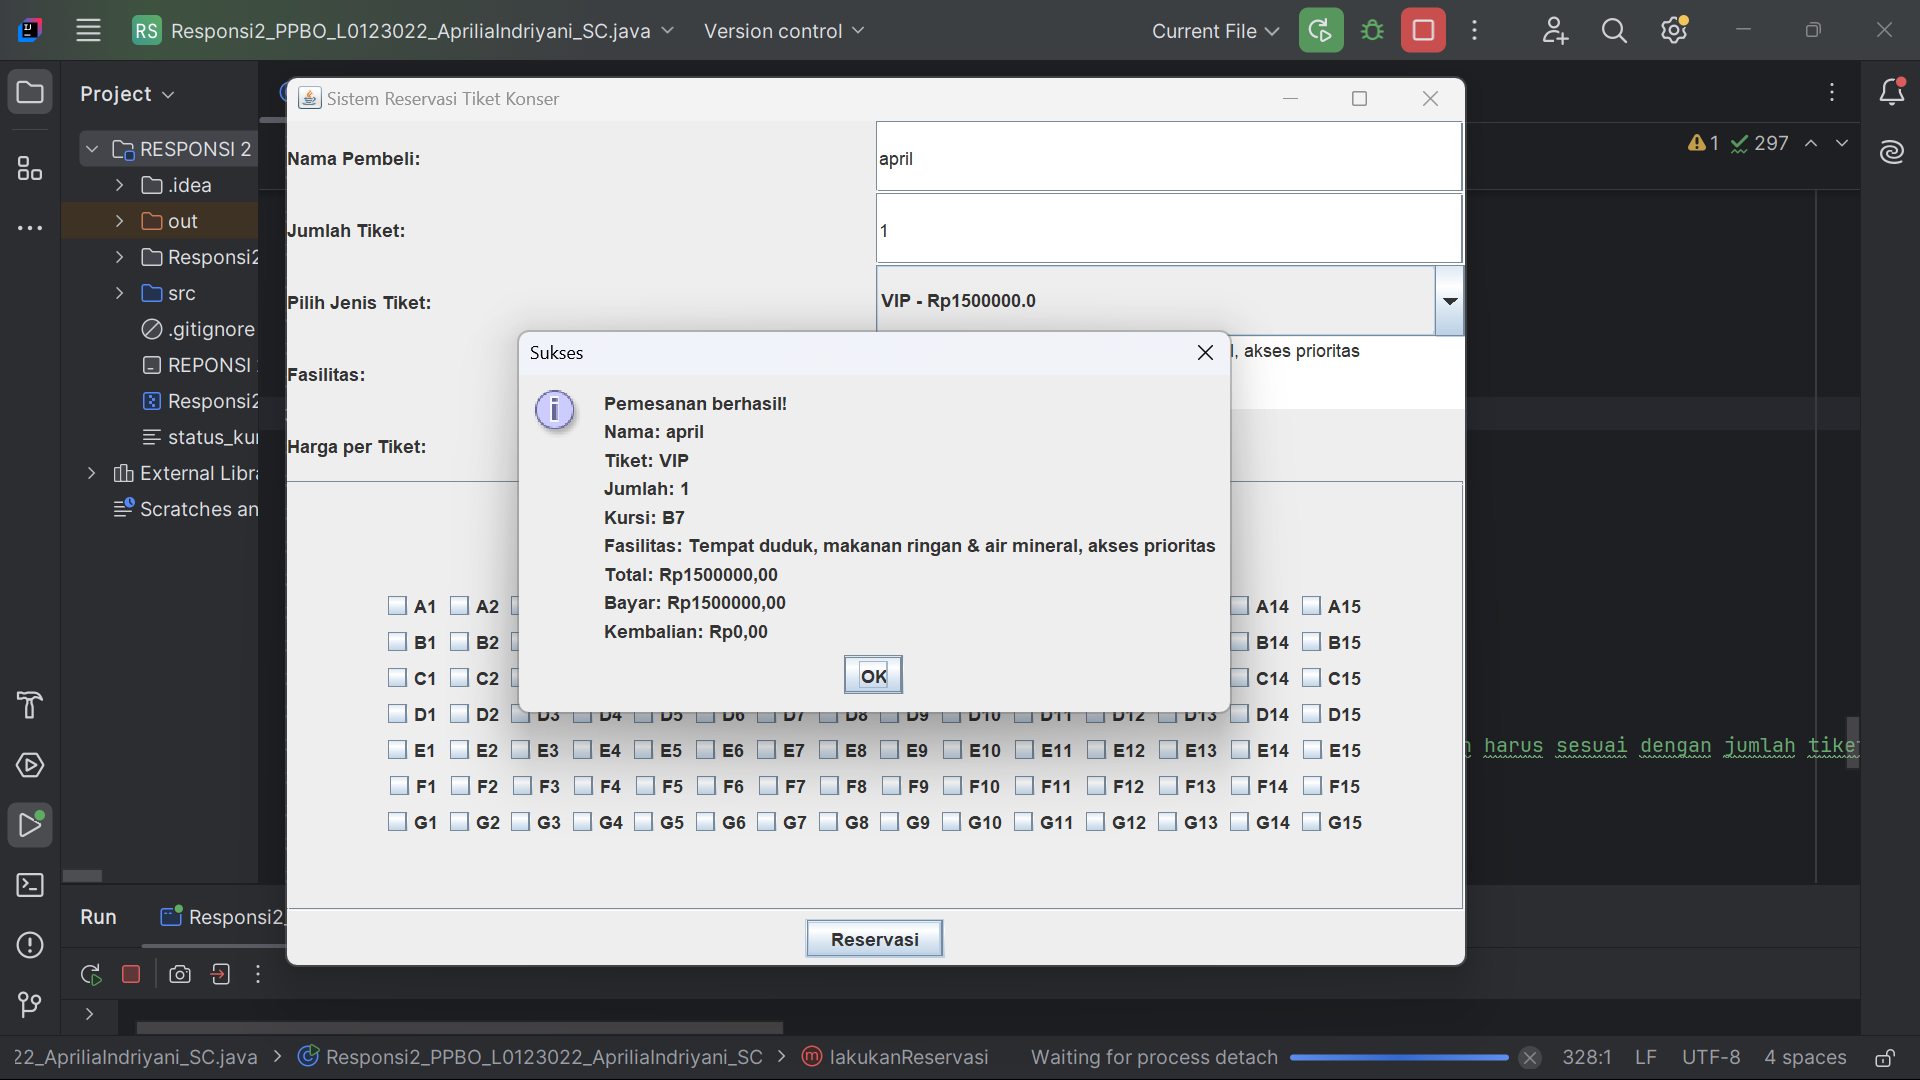 RS Responsi2_PPBO_L0123022_ApriliaIndriyani_SC.java Version control Current File
Project
RESPONSI 2
.idea
out
Responsi2
src
.gitignore
REPONSI
Responsi2
status_ku
External Libr
Scratches an
1 297
Sistem Reservasi Tiket Konser
Nama Pembeli: april
Jumlah Tiket: 1
Pilih Jenis Tiket: VIP - Rp1500000.0
Fasilitas: , akses prioritas
Harga per Tiket:
Sukses
Pemesanan berhasil!
Nama: april
Tiket: VIP
Jumlah: 1
Kursi: B7
Fasilitas: Tempat duduk, makanan ringan & air mineral, akses prioritas
Total: Rp1500000,00
Bayar: Rp1500000,00
Kembalian: Rp0,00
OK
A1 A2 A14 A15
B1 B2 B14 B15
C1 C2 C14 C15
D1 D2 D3 D4 D5 D6 D7 D8 D9 D10 D11 D12 D13 D14 D15
E1 E2 E3 E4 E5 E6 E7 E8 E9 E10 E11 E12 E13 E14 E15
F1 F2 F3 F4 F5 F6 F7 F8 F9 F10 F11 F12 F13 F14 F15
G1 G2 G3 G4 G5 G6 G7 G8 G9 G10 G11 G12 G13 G14 G15
harus sesuai dengan jumlah tike
Reservasi
Run Responsi2_
22_ApriliaIndriyani_SC.java Responsi2_PPBO_L0123022_ApriliaIndriyani_SC lakukanReservasi Waiting for process detach 328:1 LF UTF-8 4 spaces